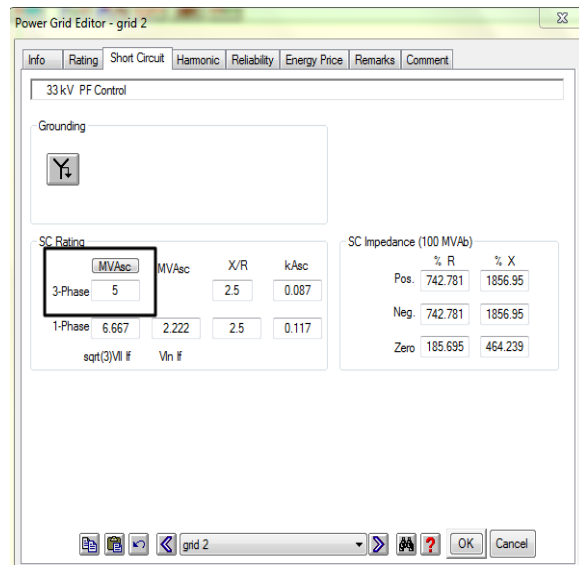 Power Grid Editor - grid 2
Info Rating Short Circuit Harmonic Reliability Energy Price Remarks Comment
33 kV PF Control
Grounding
SC Rating
MVAsc MVAsc X/R kAsc
3-Phase 5 2.5 0.087
1-Phase 6.667 2.222 2.5 0.117
sqrt(3)Vll If Vln If
SC Impedance (100 MVAb)
% R % X
Pos. 742.781 1856.95
Neg. 742.781 1856.95
Zero 185.695 464.239
grid 2 ? OK Cancel